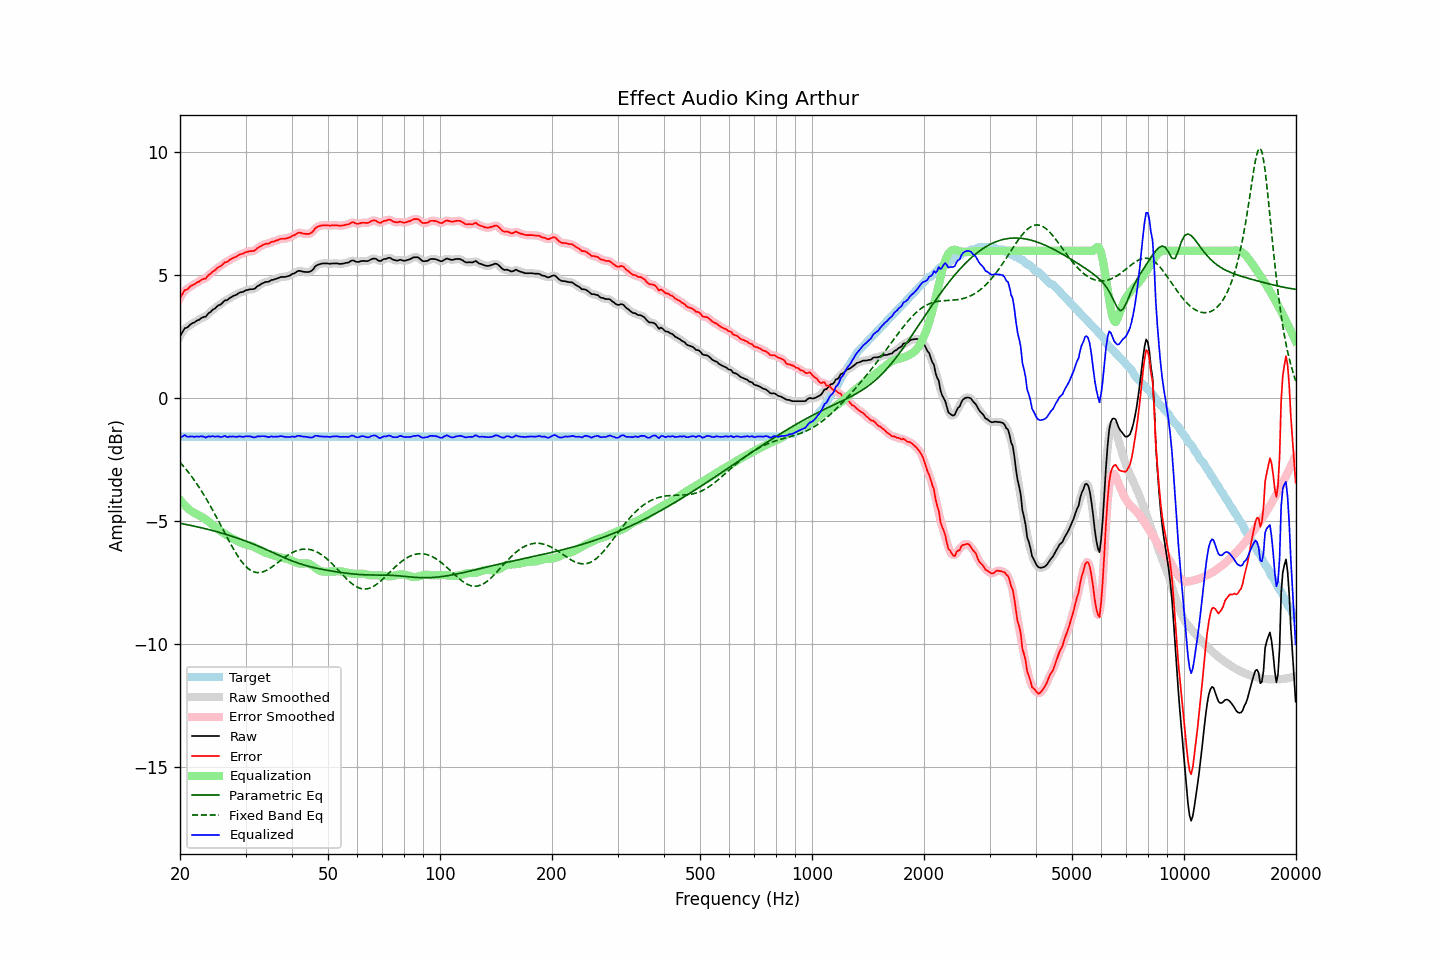 Effect Audio King Arthur
Amplitude (dBr)
10
5
0
−5
−10
−15
Target
Raw Smoothed
Error Smoothed
Raw
Error
Equalization
Parametric Eq
Fixed Band Eq
Equalized
20 50 100 200 500 1000 2000 5000 10000 20000
Frequency (Hz)